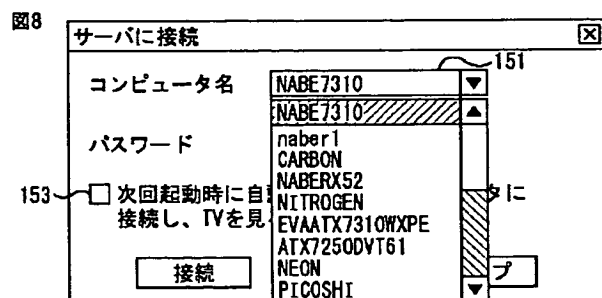 図8
サーバに接続
151
コンピュータ名 NABE7310
NABE7310
パスワード
naber1
CARBON
NABERX52
NITROGEN
EVAATX7310WXPE
ATX7250DVT61
NEON
PICOSHI
153
次回起動時に自 タに
接続し、TVを見
接続 プ